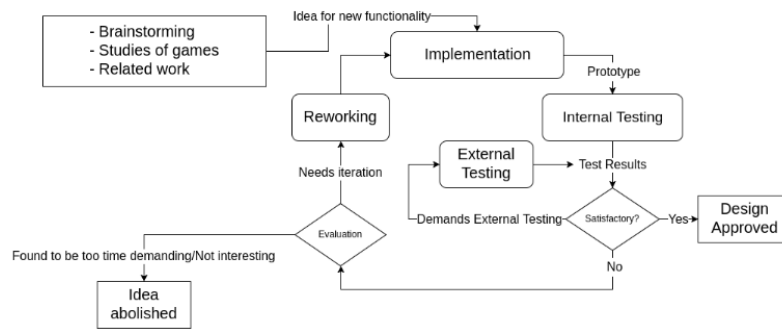 Idea for new functionality
- Brainstorming
- Studies of games
- Related work
Implementation
Prototype
Reworking
Internal Testing
External
Testing
Test Results
Needs iteration
Demands External Testing
Satisfactory?
Yes
Design
Approved
Evaluation
Found to be too time demanding/Not interesting
No
Idea
abolished